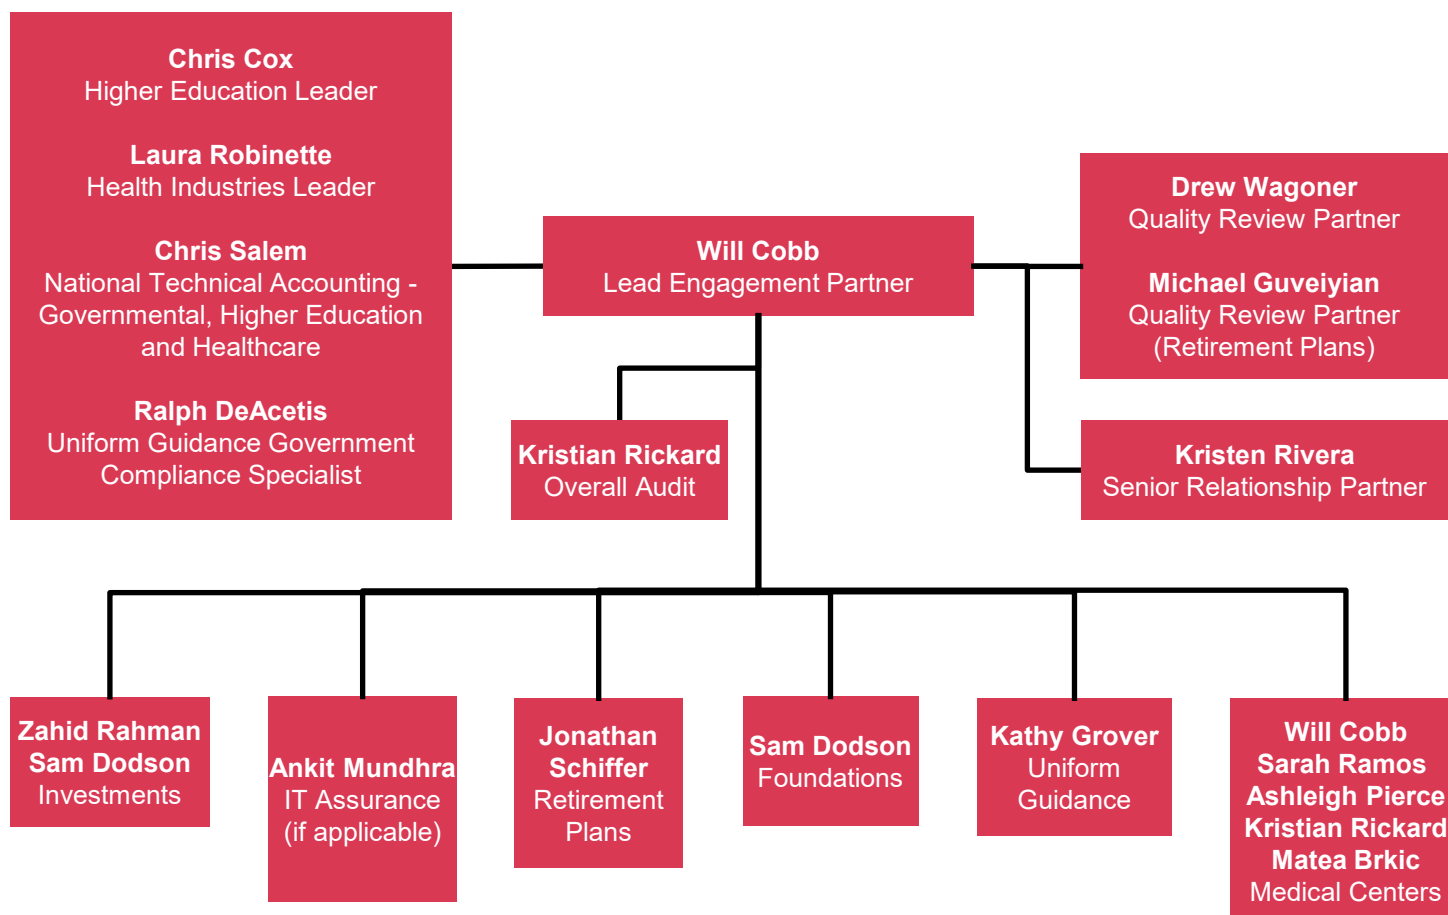 Chris Cox
Higher Education Leader
Laura Robinette
Health Industries Leader
Chris Salem
National Technical Accounting -
Governmental, Higher Education
and Healthcare
Ralph DeAcetis
Uniform Guidance Government
Compliance Specialist
Will Cobb
Lead Engagement Partner
Drew Wagoner
Quality Review Partner
Michael Guveiyian
Quality Review Partner
(Retirement Plans)
Kristian Rickard
Overall Audit
Kristen Rivera
Senior Relationship Partner
Zahid Rahman
Sam Dodson
Investments
Ankit Mundhra
IT Assurance
(if applicable)
Jonathan
Schiffer
Retirement
Plans
Sam Dodson
Foundations
Kathy Grover
Uniform
Guidance
Will Cobb
Sarah Ramos
Ashleigh Pierce
Kristian Rickard
Matea Brkic
Medical Centers